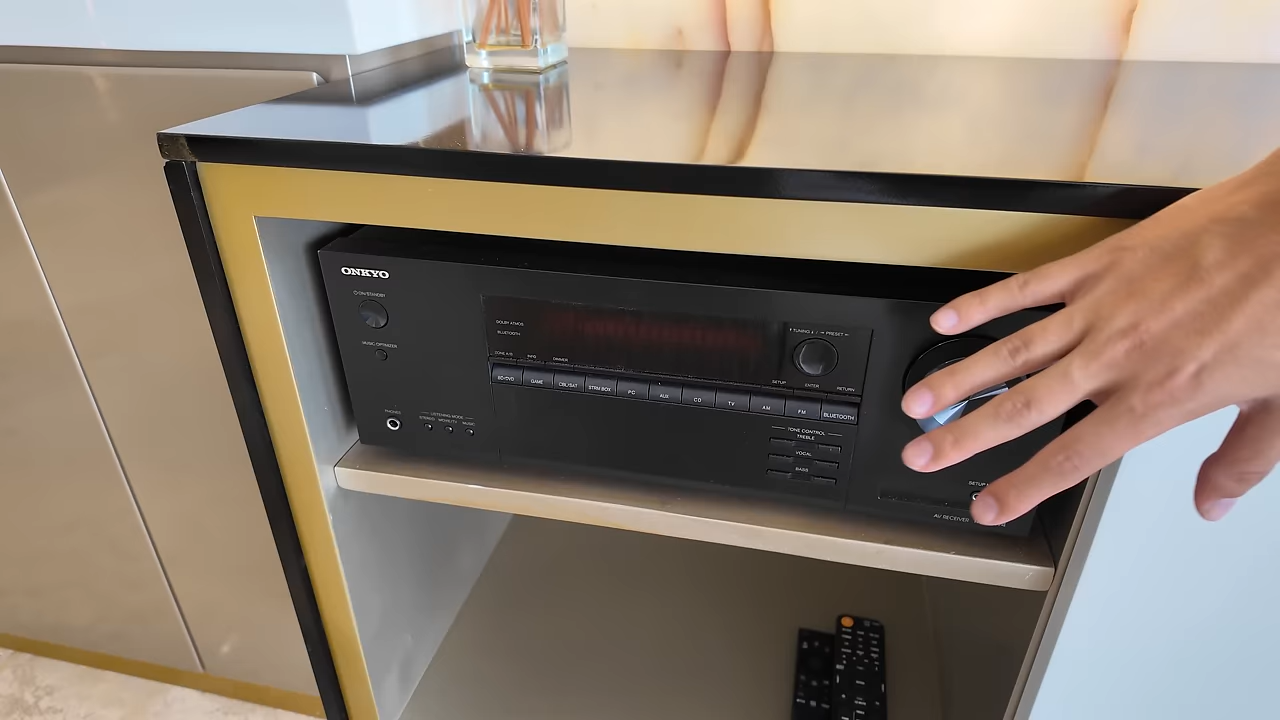 ONKYO
ON/STANDBY
MUSIC OPTIMIZER
PHONES
LISTENING MODE
STEREO MOVIE/TV MUSIC
DOLBY ATMOS
BLUETOOTH
ZONE A/B INFO DIMMER
TUNING PRESET
SETUP ENTER RETURN
BD/DVD GAME CBL/SAT STRM BOX PC AUX CD TV AM FM BLUETOOTH
TONE CONTROL
TREBLE
VOCAL
BASS
SETUP
AV RECEIVER